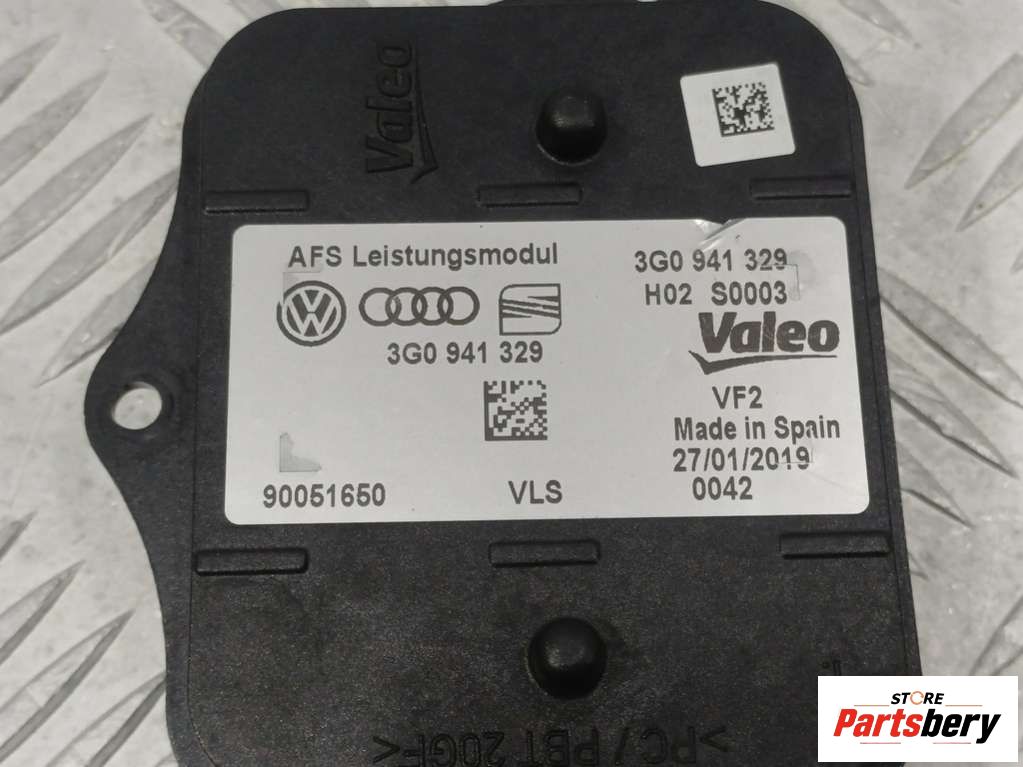 Valeo
AFS Leistungsmodul
3G0 941 329
H02 S0003
3G0 941 329
Valeo
VF2
Made in Spain
27/01/2019
90051650
VLS
0042
>PC/PBT 20GF<
STORE
Partsbery